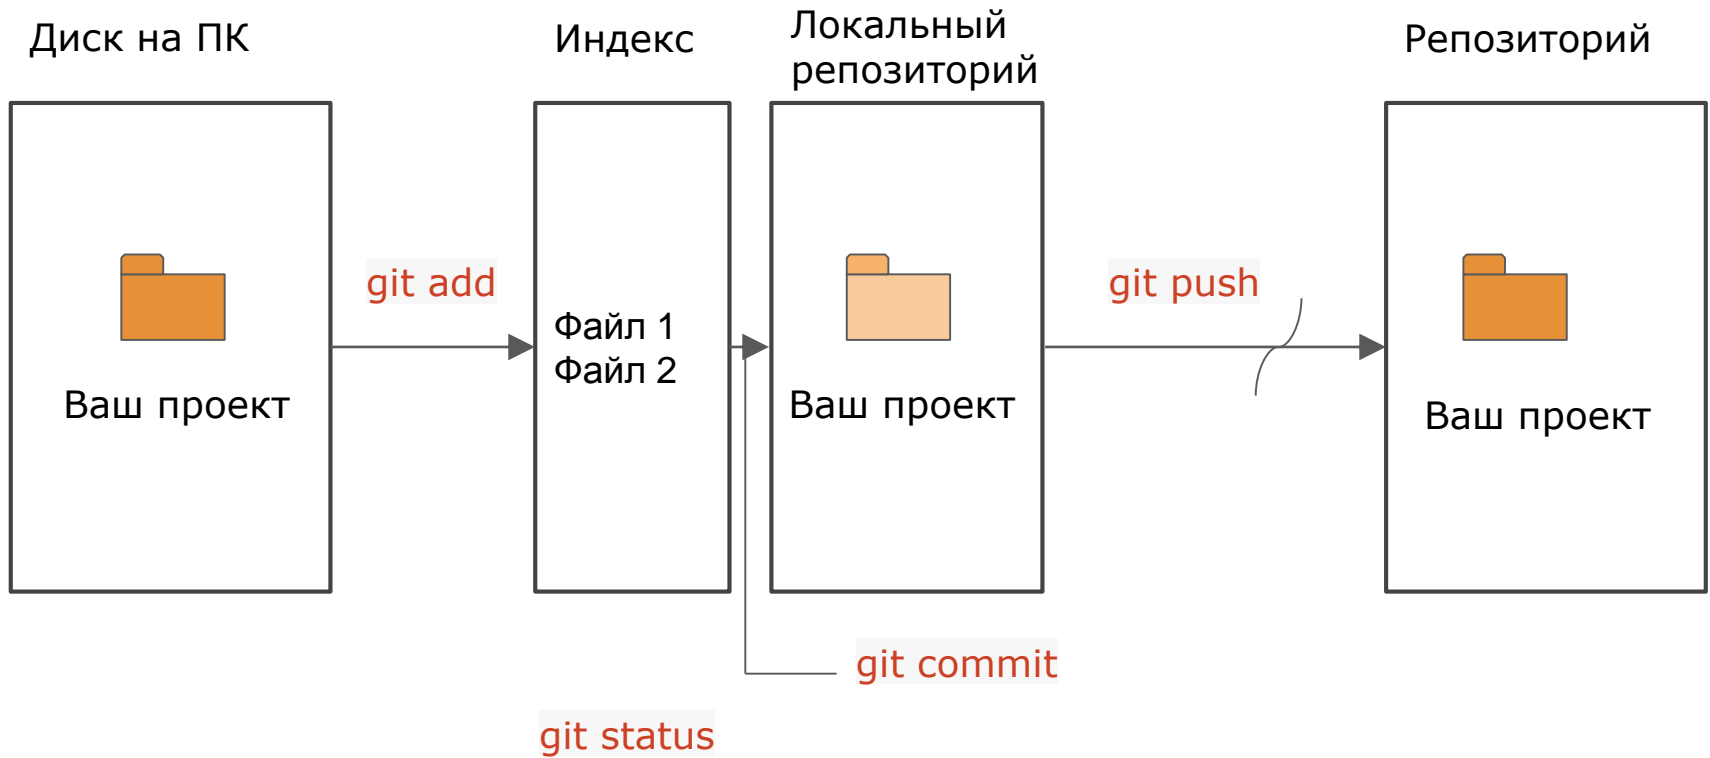 Диск на ПК
Индекс
Локальный
репозиторий
Репозиторий
git add
git push
Файл 1
Файл 2
Ваш проект
Ваш проект
Ваш проект
git commit
git status